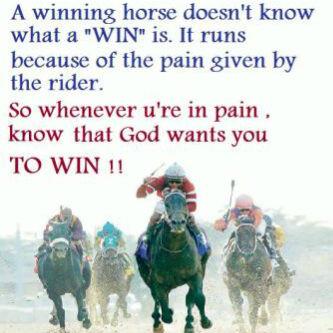 A winning horse doesn't know
what a "WIN" is. It runs
because of the pain given by
the rider.
So whenever u're in pain ,
know that God wants you
TO WIN !!